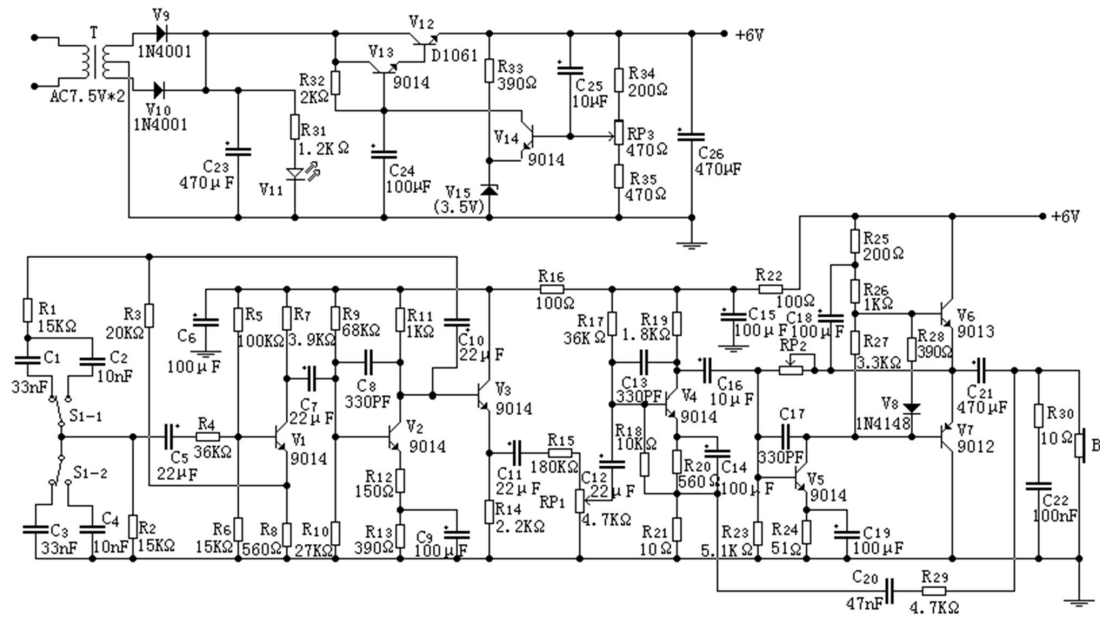 V9
1N4001
T
AC7.5V*2
V10
1N4001
V12
D1061
V13
9014
R32
2KΩ
R31
1.2KΩ
C23
470μF
V11
C24
100μF
R33
390Ω
V14
9014
V15
(3.5V)
C25
10μF
R34
200Ω
RP3
470Ω
R35
470Ω
C26
470μF
+6V
+6V
R1
15KΩ
R3
20KΩ
C1
33nF
C2
10nF
S1-1
S1-2
C3
33nF
C4
10nF
R2
15KΩ
C5
22μF
R4
36KΩ
C6
100μF
R5
100KΩ
R6
15KΩ
R7
3.9KΩ
C7
22μF
V1
9014
R8
560Ω
R9
68KΩ
R10
27KΩ
C8
330PF
R11
1KΩ
V2
9014
R12
150Ω
R13
390Ω
C9
100μF
C10
22μF
V3
9014
C11
22μF
R14
2.2KΩ
R15
180KΩ
RP1
4.7KΩ
C12
22μF
R16
100Ω
R17
36KΩ
R18
10KΩ
R19
1.8KΩ
C13
330PF
V4
9014
R20
560Ω
R21
10Ω
C14
100μF
C15
100μF
R22
100Ω
C16
10μF
RP2
C17
330PF
V5
9014
R23
5.1KΩ
R24
51Ω
C18
100μF
C19
100μF
R25
200Ω
R26
1KΩ
R27
3.3KΩ
R28
390Ω
V8
1N4148
V6
9013
V7
9012
C21
470μF
R30
10Ω
C22
100nF
B
C20
47nF
R29
4.7KΩ